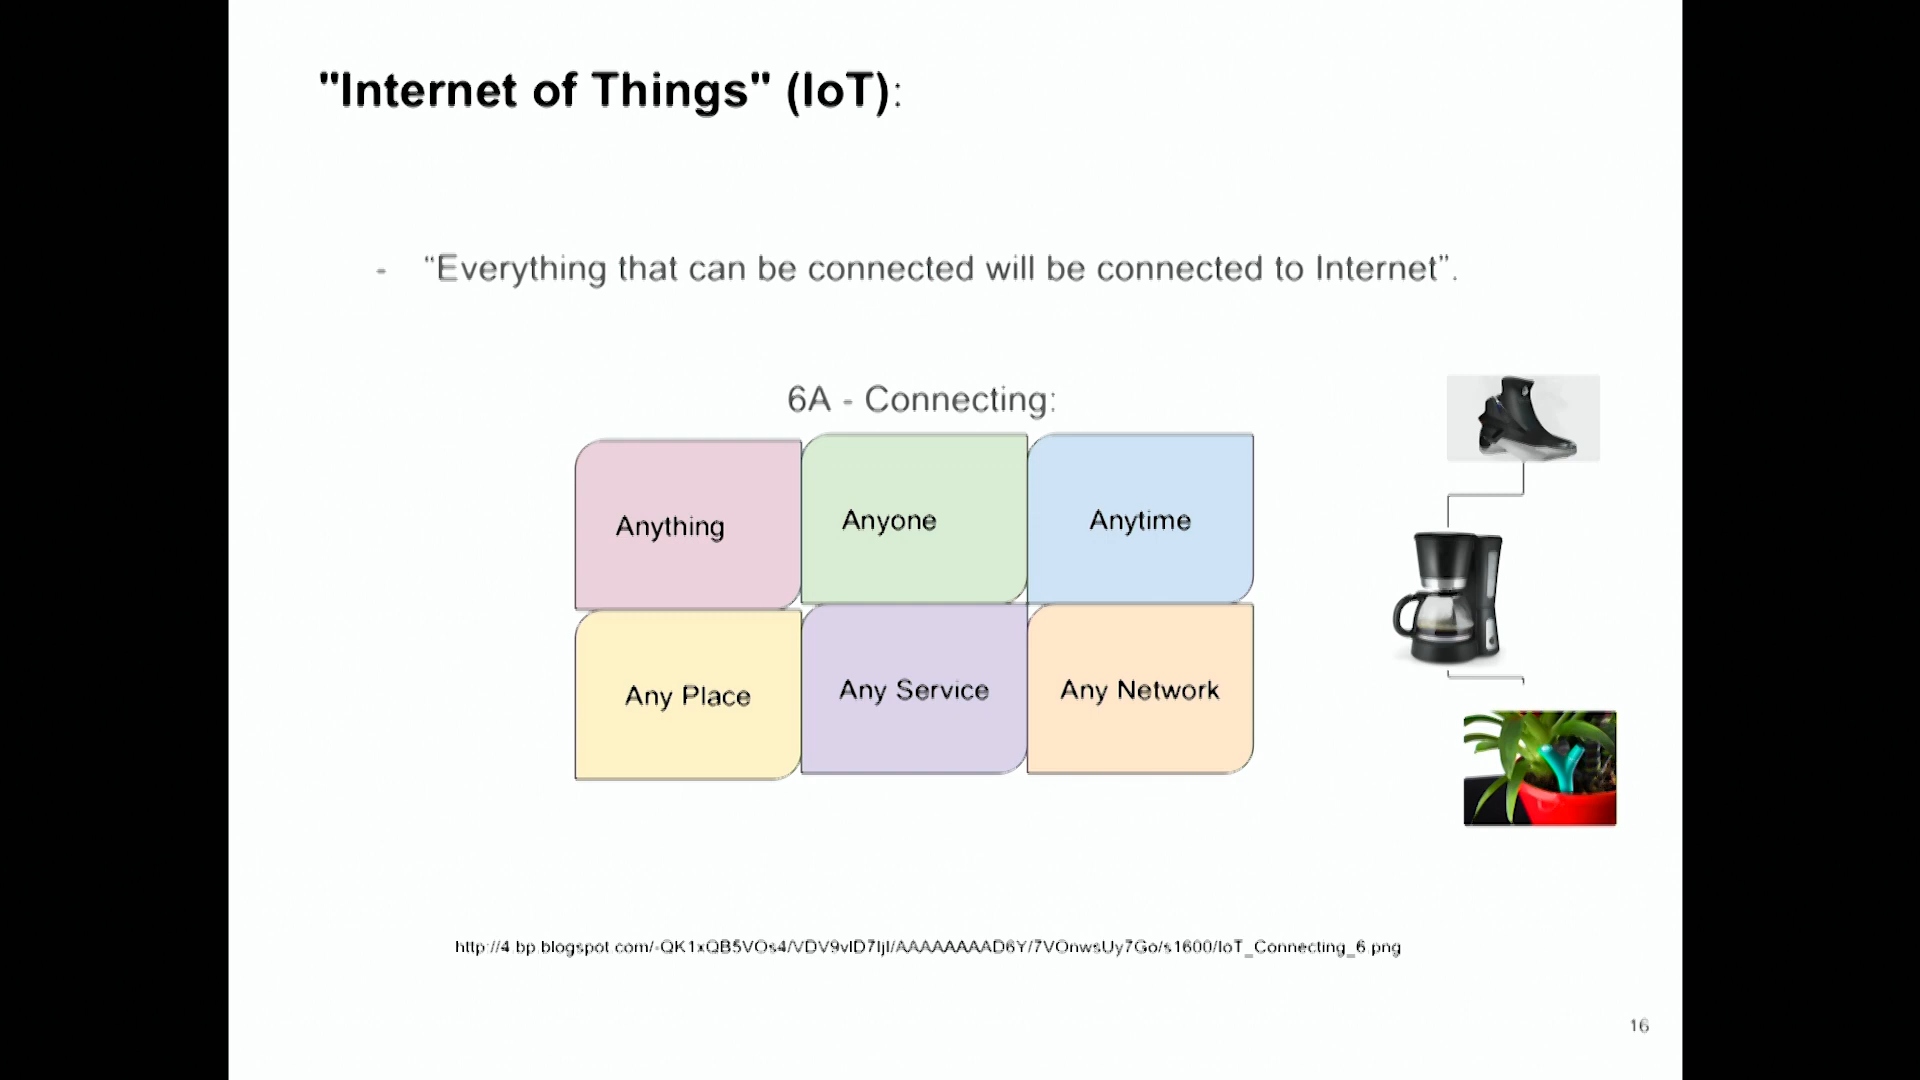 "Internet of Things" (IoT):
- “Everything that can be connected will be connected to Internet”.
6A - Connecting:
Anything
Anyone
Anytime
Any Place
Any Service
Any Network
http://4.bp.blogspot.com/-QK1xQB5VOs4/VDV9vlD7IjI/AAAAAAAAD6Y/7VOnwsUy7Go/s1600/IoT_Connecting_6.png
16